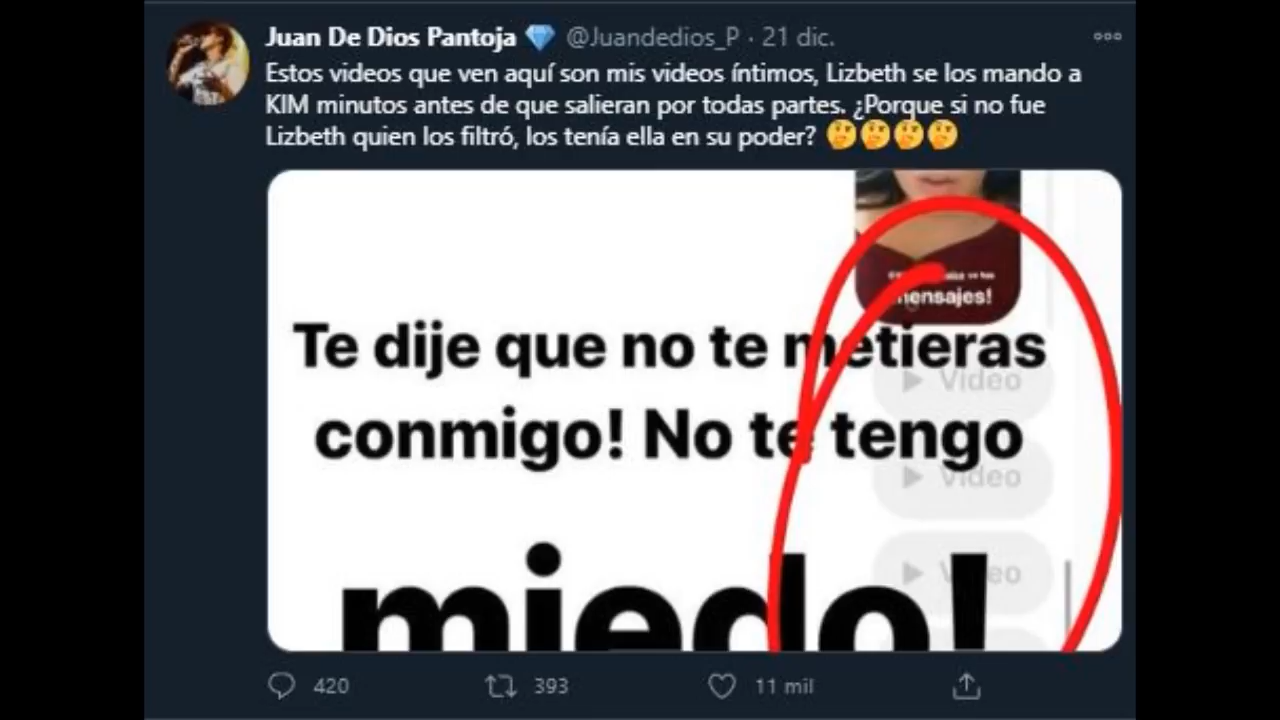 Juan De Dios Pantoja 💎 @Juandedios_P · 21 dic.
Estos videos que ven aquí son mis videos íntimos, Lizbeth se los mando a
KIM minutos antes de que salieran por todas partes. ¿Porque si no fue
Lizbeth quien los filtró, los tenía ella en su poder? 🤔🤔🤔🤔
mensajes!
Te dije que no te metieras
Video
conmigo! No te tengo
Video
miedo!
Video
420 393 11 mil